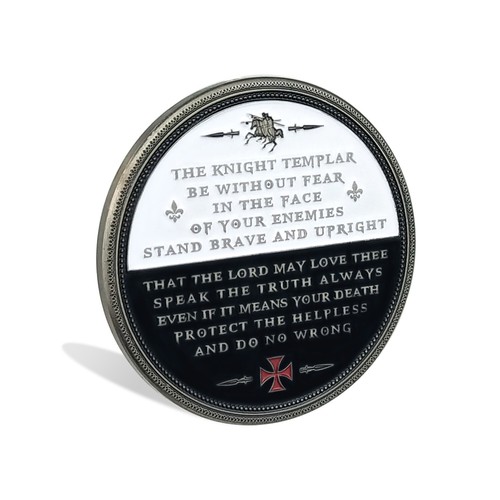 THE KNIGHT TEMPLAR
BE WITHOUT FEAR
IN THE FACE
OF YOUR ENEMIES
STAND BRAVE AND UPRIGHT
THAT THE LORD MAY LOVE THEE
SPEAK THE TRUTH ALWAYS
EVEN IF IT MEANS YOUR DEATH
PROTECT THE HELPLESS
AND DO NO WRONG